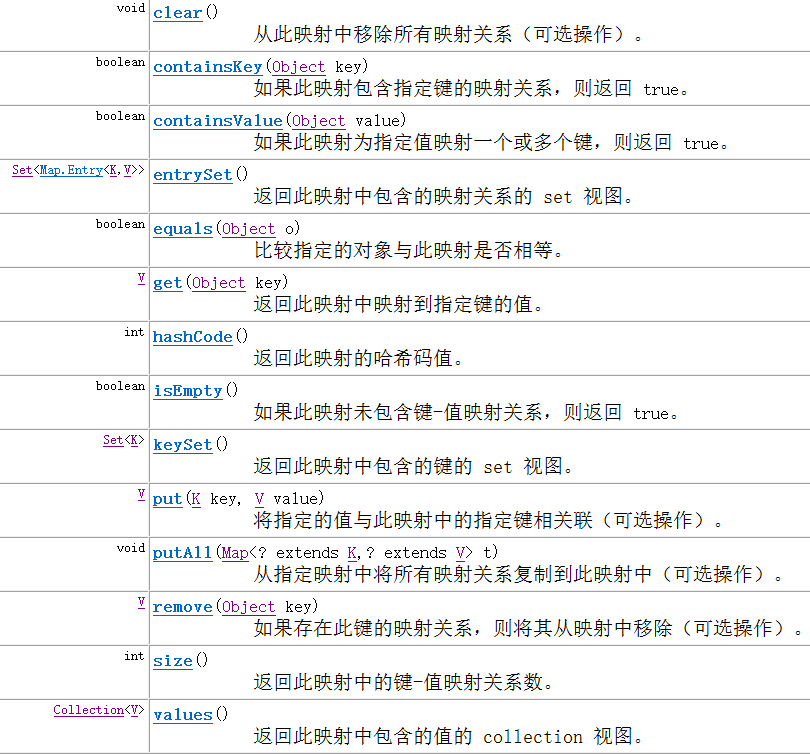 void clear()
从此映射中移除所有映射关系（可选操作）。
boolean containsKey(Object key)
如果此映射包含指定键的映射关系，则返回 true。
boolean containsValue(Object value)
如果此映射为指定值映射一个或多个键，则返回 true。
Set<Map.Entry<K,V>> entrySet()
返回此映射中包含的映射关系的 set 视图。
boolean equals(Object o)
比较指定的对象与此映射是否相等。
V get(Object key)
返回此映射中映射到指定键的值。
int hashCode()
返回此映射的哈希码值。
boolean isEmpty()
如果此映射未包含键-值映射关系，则返回 true。
Set<K> keySet()
返回此映射中包含的键的 set 视图。
V put(K key, V value)
将指定的值与此映射中的指定键相关联（可选操作）。
void putAll(Map<? extends K,? extends V> t)
从指定映射中将所有映射关系复制到此映射中（可选操作）。
V remove(Object key)
如果存在此键的映射关系，则将其从映射中移除（可选操作）。
int size()
返回此映射中的键-值映射关系数。
Collection<V> values()
返回此映射中包含的值的 collection 视图。